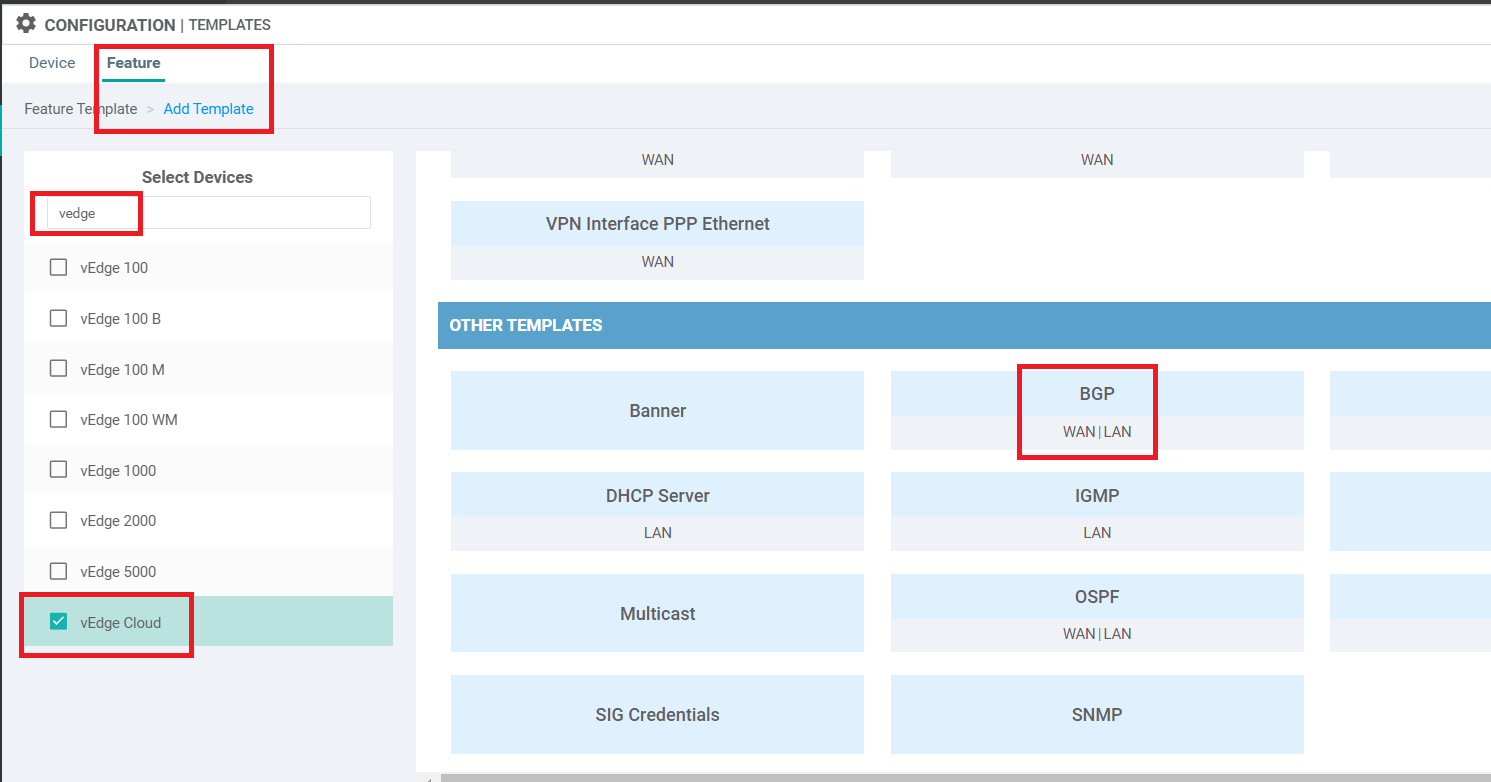 CONFIGURATION | TEMPLATES
Device Feature
Feature Template > Add Template
Select Devices
vedge
vEdge 100
vEdge 100 B
vEdge 100 M
vEdge 100 WM
vEdge 1000
vEdge 2000
vEdge 5000
vEdge Cloud
WAN WAN
VPN Interface PPP Ethernet
WAN
OTHER TEMPLATES
Banner
BGP
WAN | LAN
DHCP Server
LAN
IGMP
LAN
Multicast
OSPF
WAN | LAN
SIG Credentials
SNMP